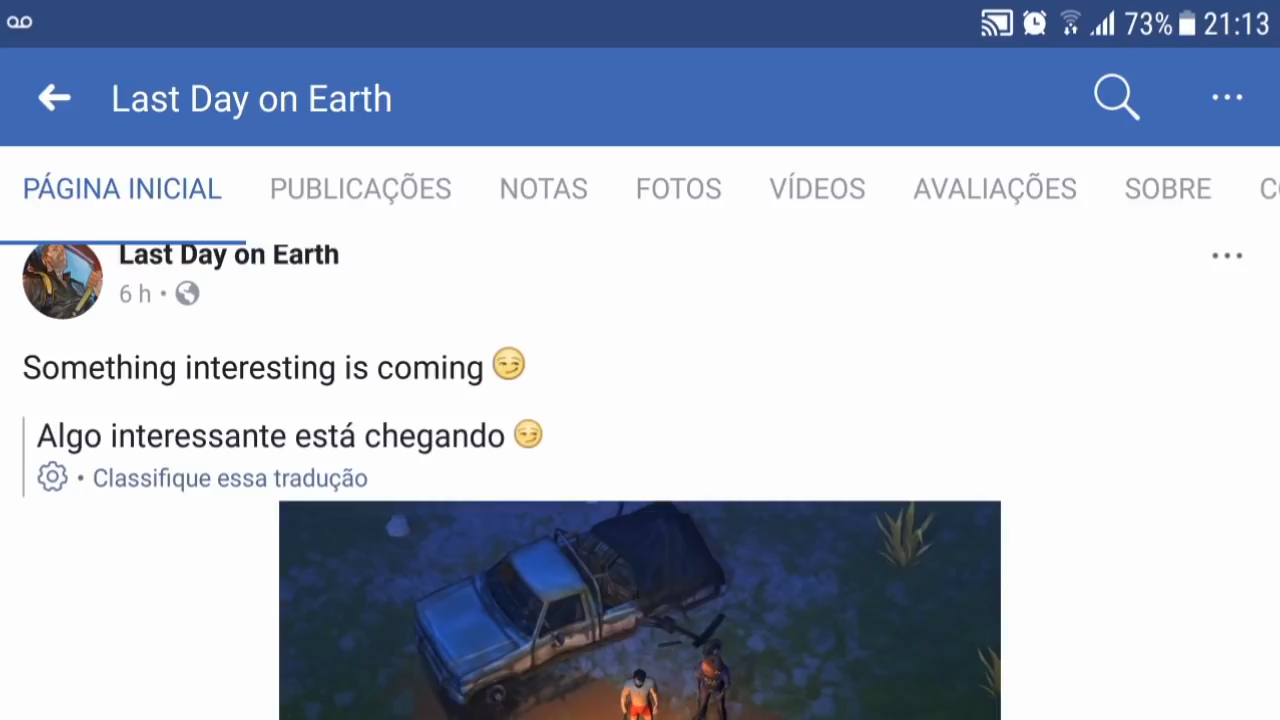 73% 21:13
Last Day on Earth
PÁGINA INICIAL PUBLICAÇÕES NOTAS FOTOS VÍDEOS AVALIAÇÕES SOBRE
Last Day on Earth
6 h •
Something interesting is coming 😏
Algo interessante está chegando 😏
• Classifique essa tradução